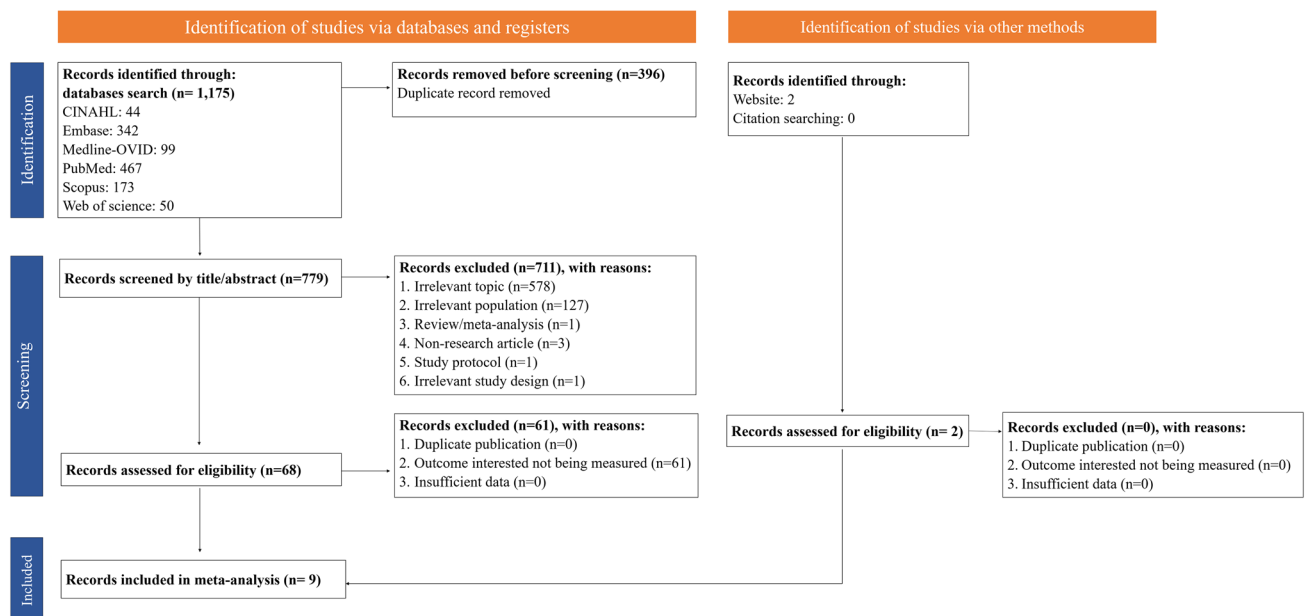 Identification of studies via databases and registers
Identification of studies via other methods
Identification
Records identified through:
databases search (n= 1,175)
CINAHL: 44
Embase: 342
Medline-OVID: 99
PubMed: 467
Scopus: 173
Web of science: 50
Records removed before screening (n=396)
Duplicate record removed
Records identified through:
Website: 2
Citation searching: 0
Screening
Records screened by title/abstract (n=779)
Records excluded (n=711), with reasons:
1. Irrelevant topic (n=578)
2. Irrelevant population (n=127)
3. Review/meta-analysis (n=1)
4. Non-research article (n=3)
5. Study protocol (n=1)
6. Irrelevant study design (n=1)
Records assessed for eligibility (n=68)
Records excluded (n=61), with reasons:
1. Duplicate publication (n=0)
2. Outcome interested not being measured (n=61)
3. Insufficient data (n=0)
Records assessed for eligibility (n= 2)
Records excluded (n=0), with reasons:
1. Duplicate publication (n=0)
2. Outcome interested not being measured (n=0)
3. Insufficient data (n=0)
Included
Records included in meta-analysis (n= 9)